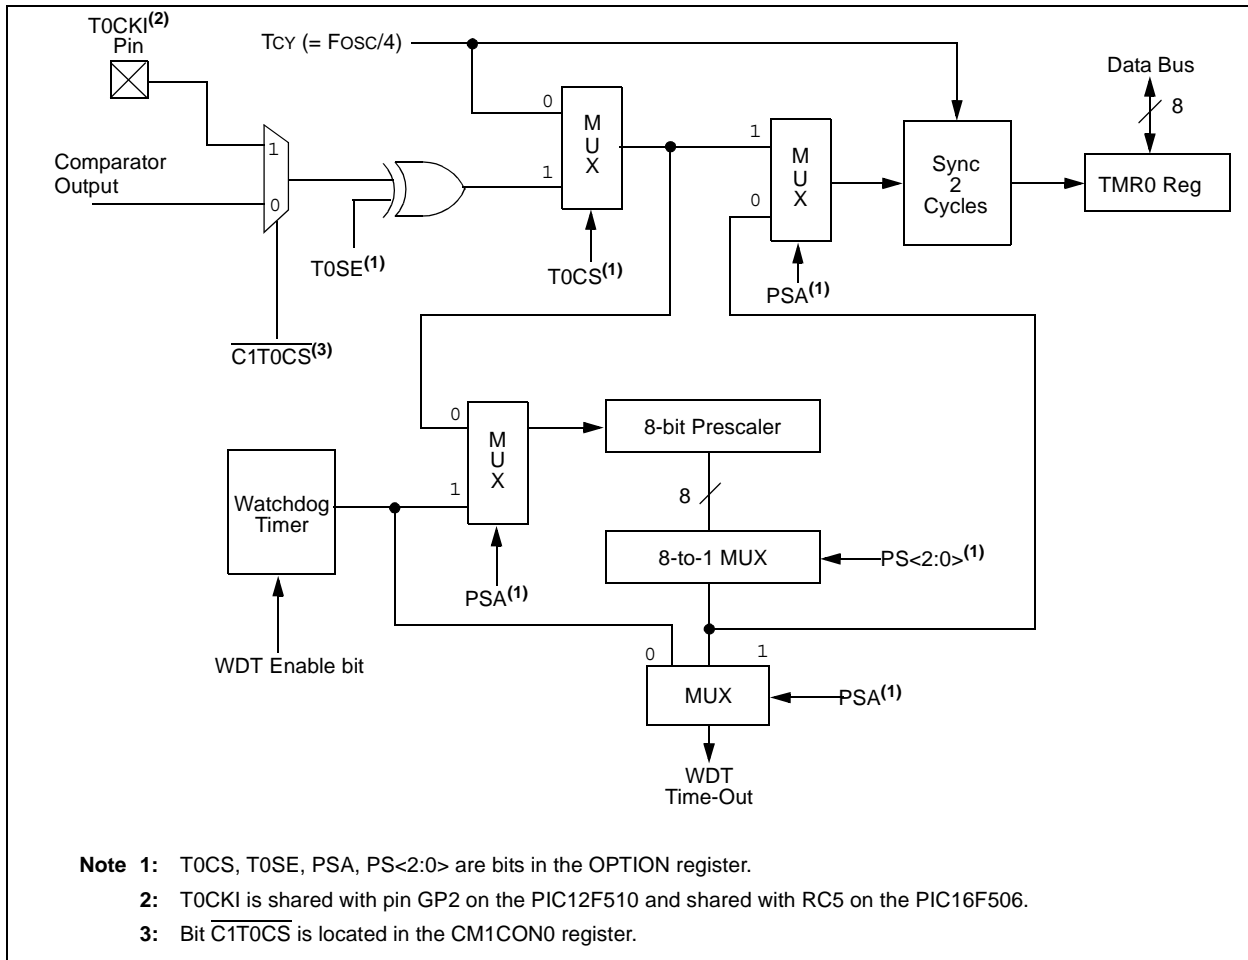 T0CKI(2)
Pin
TCY (= FOSC/4)
Data Bus
8
0
M
U
X
1
T0CS(1)
1
M
U
X
0
PSA(1)
Sync
2
Cycles
TMR0 Reg
Comparator
Output
1
0
T0SE(1)
C1T0CS(3)
0
M
U
X
1
PSA(1)
8-bit Prescaler
8
8-to-1 MUX
PS<2:0>(1)
Watchdog
Timer
WDT Enable bit
0
1
MUX
PSA(1)
WDT
Time-Out
Note 1: T0CS, T0SE, PSA, PS<2:0> are bits in the OPTION register.
2: T0CKI is shared with pin GP2 on the PIC12F510 and shared with RC5 on the PIC16F506.
3: Bit C1T0CS is located in the CM1CON0 register.